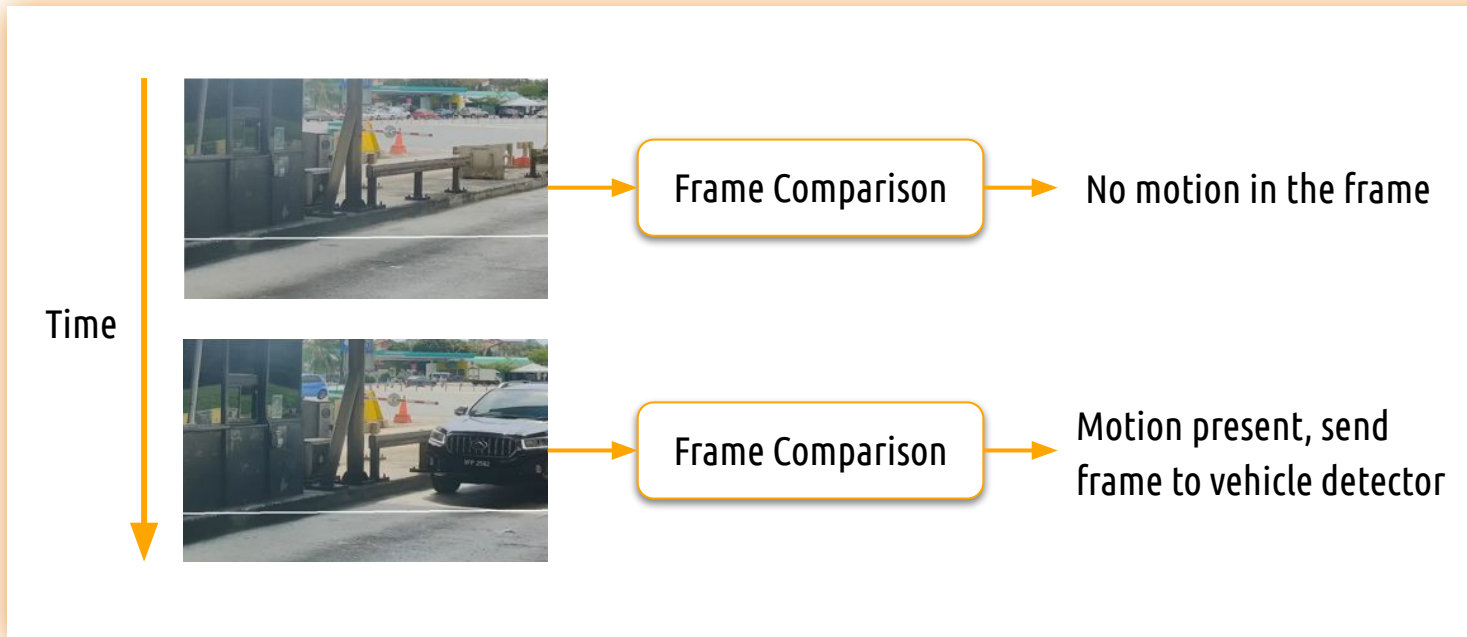 Frame Comparison
No motion in the frame
Time
Frame Comparison
Motion present, send
frame to vehicle detector